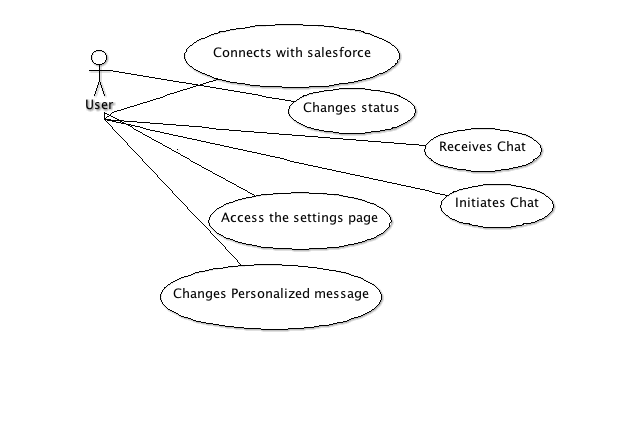 Connects with salesforce
User
Changes status
Receives Chat
Initiates Chat
Access the settings page
Changes Personalized message